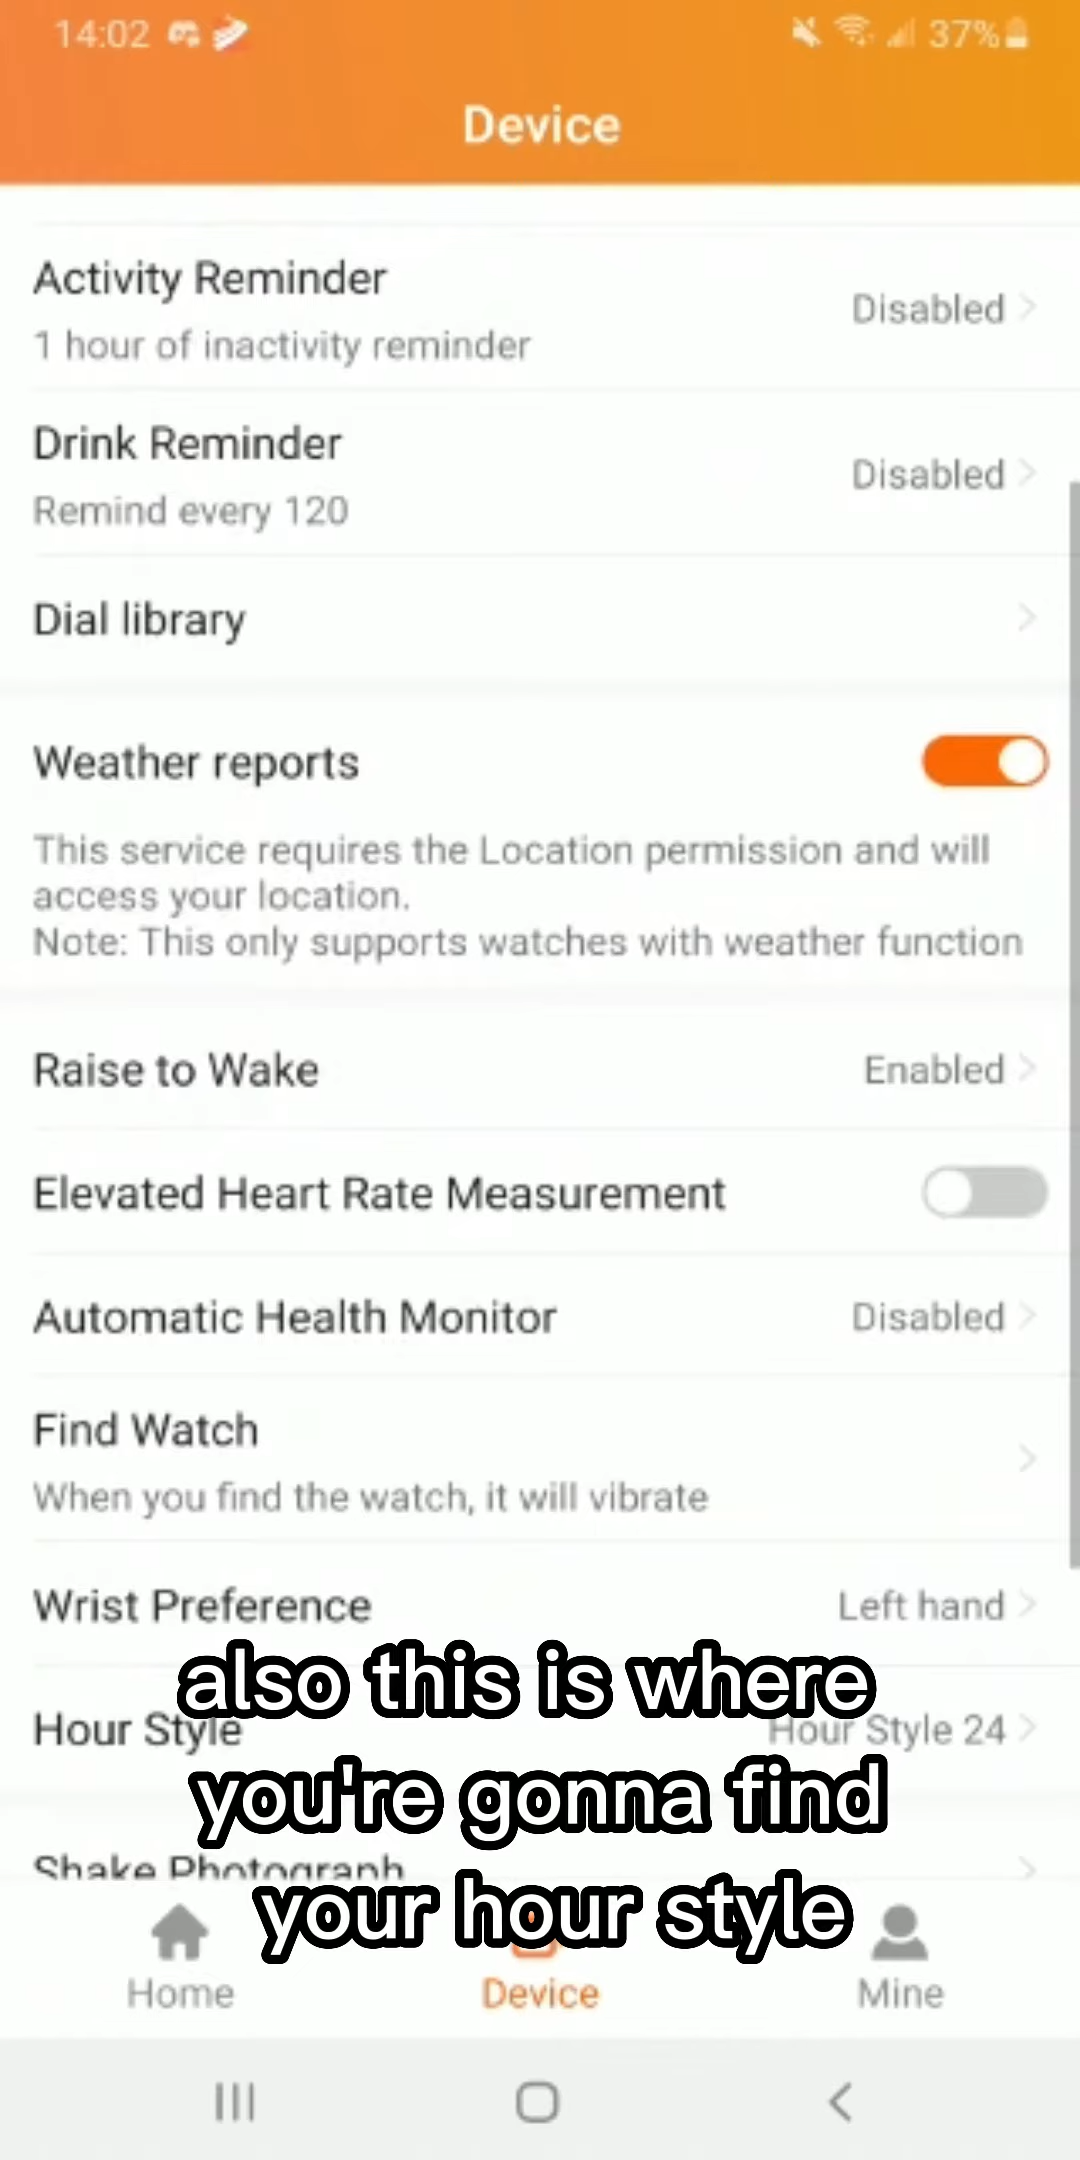 14:02 37%
Device
Activity Reminder
Disabled
1 hour of inactivity reminder
Drink Reminder
Disabled
Remind every 120
Dial library
Weather reports
This service requires the Location permission and will
access your location.
Note: This only supports watches with weather function
Raise to Wake Enabled
Elevated Heart Rate Measurement
Automatic Health Monitor Disabled
Find Watch
When you find the watch, it will vibrate
Wrist Preference Left hand
also this is where
Hour Style Hour Style 24
you're gonna find
Shake Photograph
your hour style
Home Device Mine